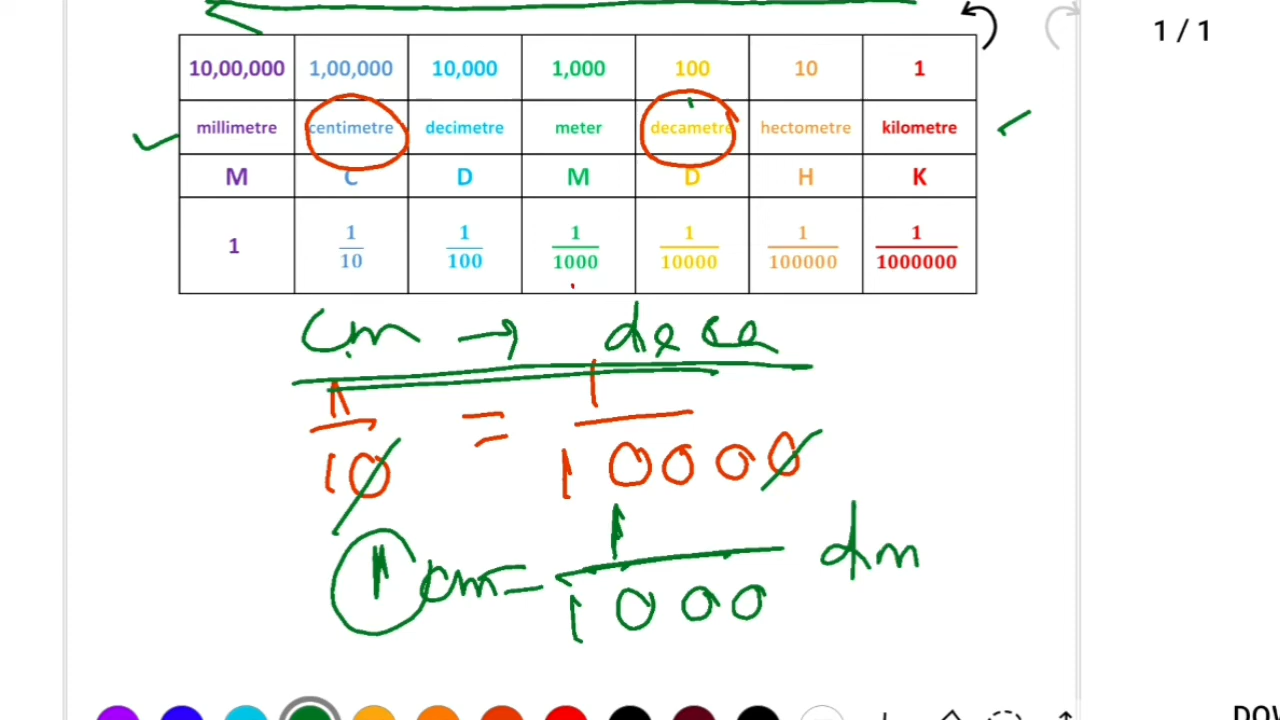 1 / 1
10,00,000 1,00,000 10,000 1,000 100 10 1
millimetre centimetre decimetre meter decametre hectometre kilometre
M C D M D H K
1 1/10 1/100 1/1000 1/10000 1/100000 1/1000000
Cm → deca
1/10 = 1/10000
1 cm = 1/1000 dm